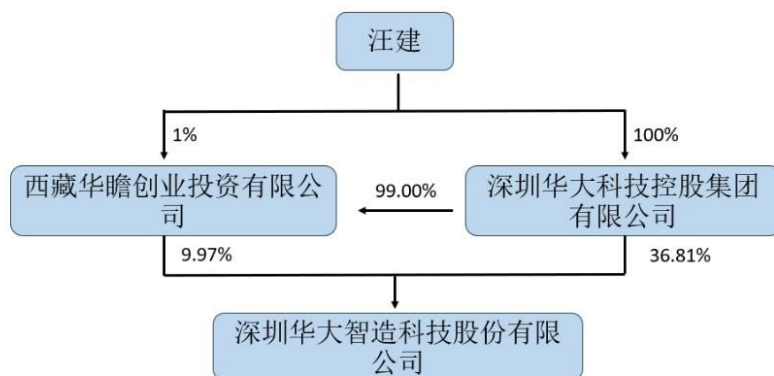 汪建
1%
100%
西藏华瞻创业投资有限公
司
99.00%
深圳华大科技控股集团
有限公司
9.97%
36.81%
深圳华大智造科技股份有限
公司